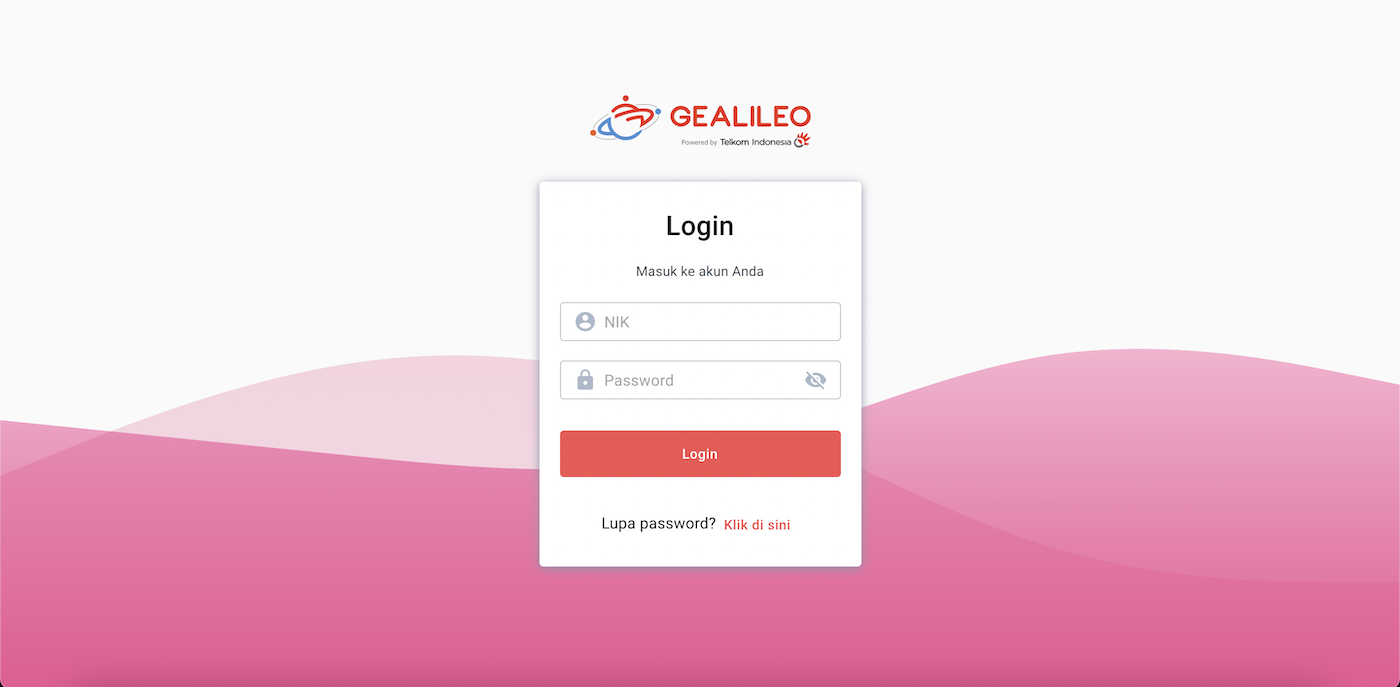 GEALILEO
Powered by Telkom Indonesia
Login
Masuk ke akun Anda
NIK
Password
Login
Lupa password? Klik di sini